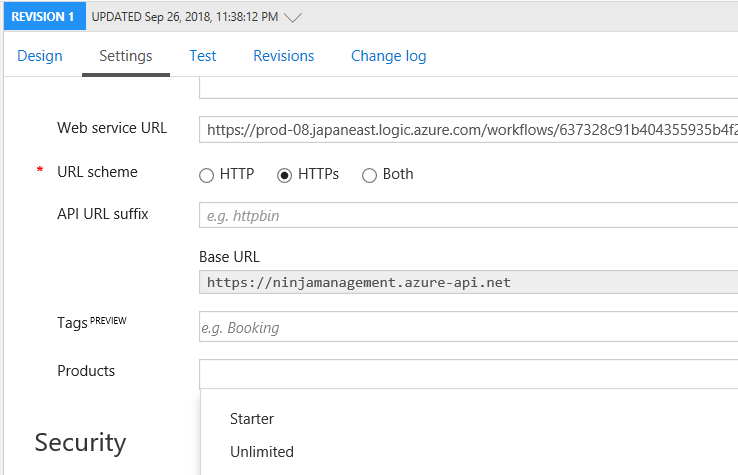 REVISION 1 UPDATED Sep 26, 2018, 11:38:12 PM
Design Settings Test Revisions Change log
Web service URL https://prod-08.japaneast.logic.azure.com/workflows/637328c91b404355935b4f2
* URL scheme HTTP HTTPs Both
API URL suffix e.g. httpbin
Base URL
https://ninjamanagement.azure-api.net
Tags PREVIEW e.g. Booking
Products
Starter
Security
Unlimited